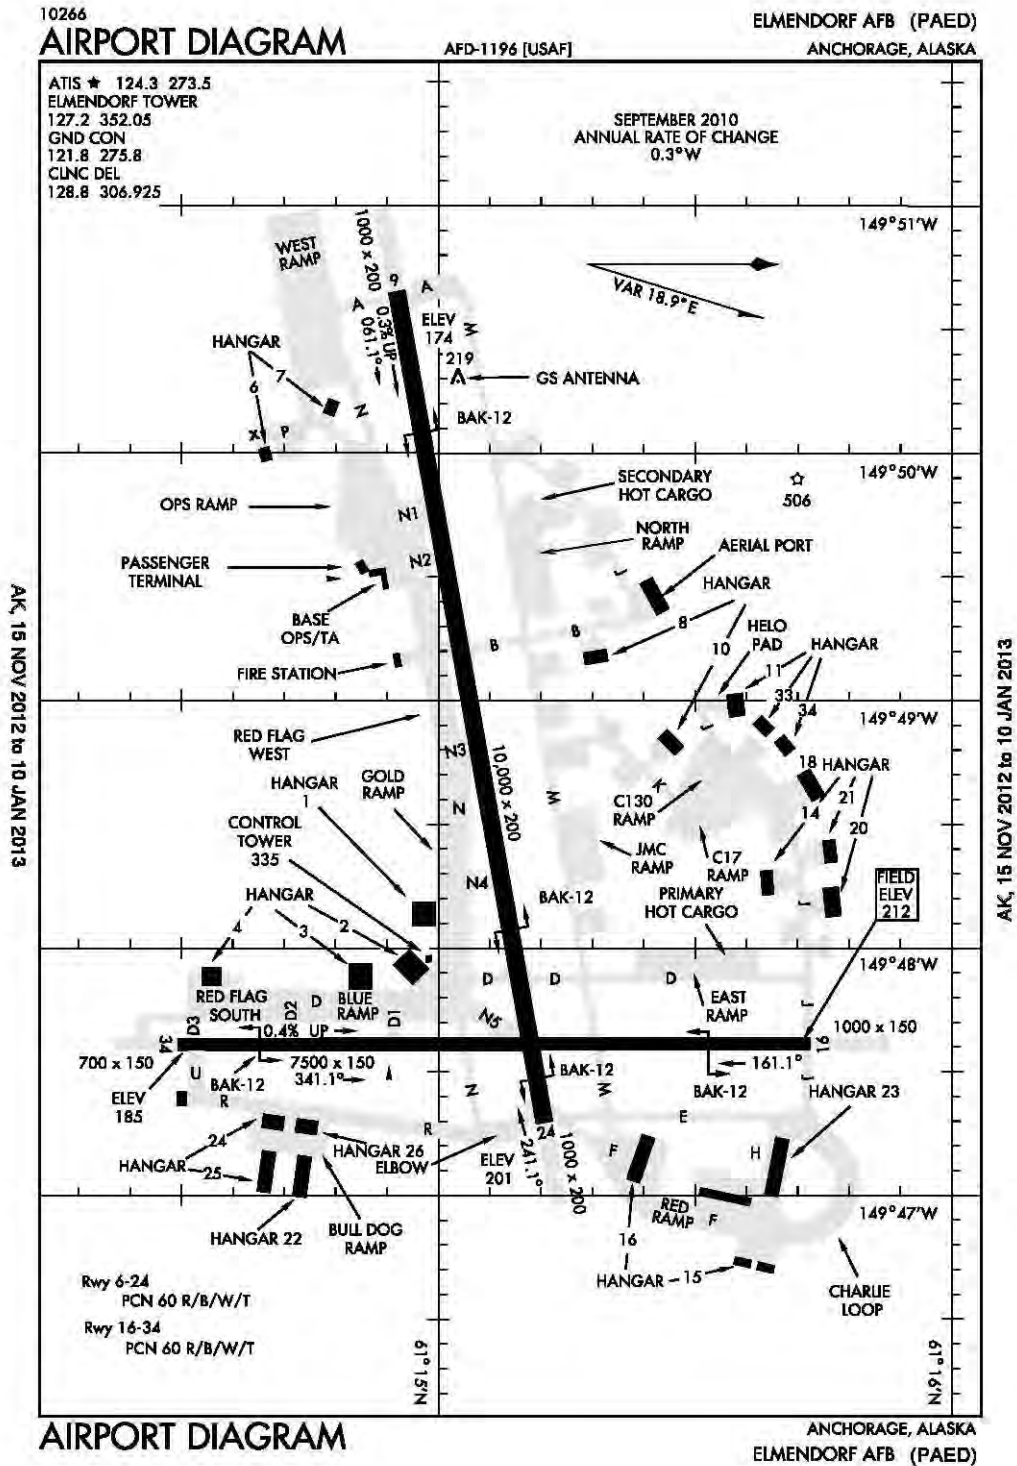 10266
AIRPORT DIAGRAM
AFD-1196 [USAF]
ELMENDORF AFB (PAED)
ANCHORAGE, ALASKA
ATIS ★ 124.3 273.5
ELMENDORF TOWER
127.2 352.05
GND CON
121.8 275.8
CLNC DEL
128.8 306.925
SEPTEMBER 2010
ANNUAL RATE OF CHANGE
0.3°W
149°51'W
VAR 18.9°E
WEST
RAMP
1000 x 200
9
A
A
0.3% UP
061.1°
ELEV
174
M
219
GS ANTENNA
HANGAR
6
7
N
X
P
BAK-12
149°50'W
506
SECONDARY
HOT CARGO
OPS RAMP
N1
NORTH
RAMP
AERIAL PORT
N2
PASSENGER
TERMINAL
J
HANGAR
BASE
OPS/TA
8
10
B
B
HELO
PAD
HANGAR
FIRE STATION
11
33
34
149°49'W
J
RED FLAG
WEST
N3
10,000 x 200
K
18
HANGAR
HANGAR
1
GOLD
RAMP
N
M
C130
RAMP
14
21
20
CONTROL
TOWER
335
JMC
RAMP
C17
RAMP
N4
HANGAR
4
3
2
BAK-12
PRIMARY
HOT CARGO
J
FIELD
ELEV
212
149°48'W
D
D
D
RED FLAG
SOUTH
D2
D
BLUE
RAMP
D1
D3
N5
EAST
RAMP
J
1000 x 150
34
0.4% UP
16
700 x 150
7500 x 150
341.1°
161.1°
U
BAK-12
BAK-12
BAK-12
J
HANGAR 23
ELEV
185
R
N
M
E
R
24
HANGAR
24
25
HANGAR 26
ELBOW
ELEV
201
241.1°
1000 x 200
F
H
HANGAR 22
BULL DOG
RAMP
RED
RAMP
F
149°47'W
16
HANGAR
15
CHARLIE
LOOP
Rwy 6-24
PCN 60 R/B/W/T
Rwy 16-34
PCN 60 R/B/W/T
61°15'N
61°16'N
AK, 15 NOV 2012 to 10 JAN 2013
AK, 15 NOV 2012 to 10 JAN 2013
AIRPORT DIAGRAM
ANCHORAGE, ALASKA
ELMENDORF AFB (PAED)